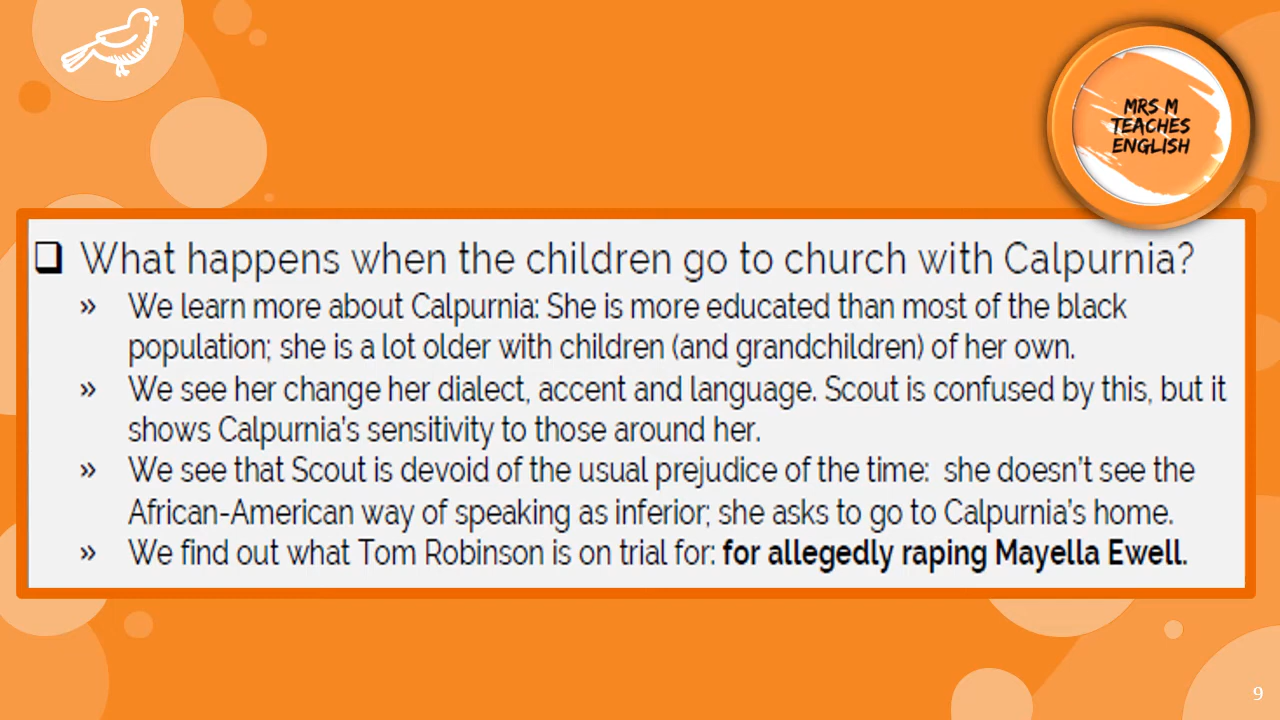 MRS M
TEACHES
ENGLISH
❑ What happens when the children go to church with Calpurnia?
» We learn more about Calpurnia: She is more educated than most of the black
population; she is a lot older with children (and grandchildren) of her own.
» We see her change her dialect, accent and language. Scout is confused by this, but it
shows Calpurnia's sensitivity to those around her.
» We see that Scout is devoid of the usual prejudice of the time:  she doesn't see the
African-American way of speaking as inferior; she asks to go to Calpurnia's home.
» We find out what Tom Robinson is on trial for: for allegedly raping Mayella Ewell.
9